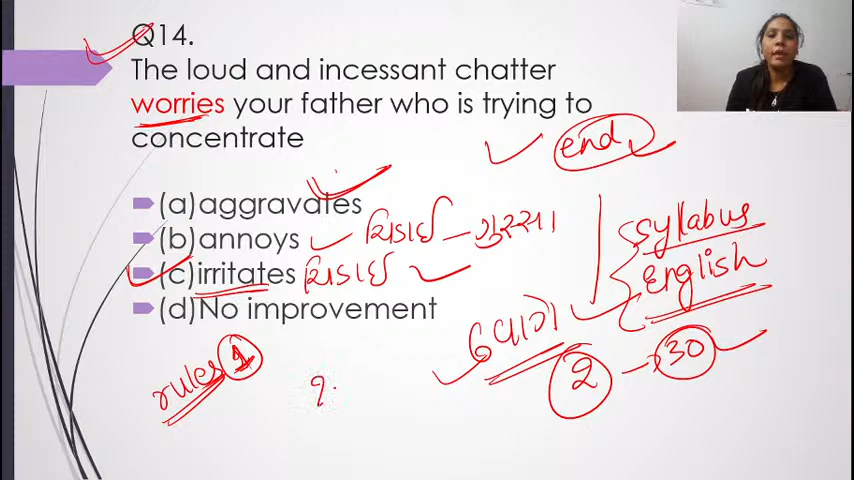 Q14.
The loud and incessant chatter
worries your father who is trying to
concentrate
end
(a)aggravates
(b)annoys ચિડાઈ - ગુસ્સા
(c)irritates ચિડાઈ
(d)No improvement
syllabus
English
વાગે
2 - 30
rules 1